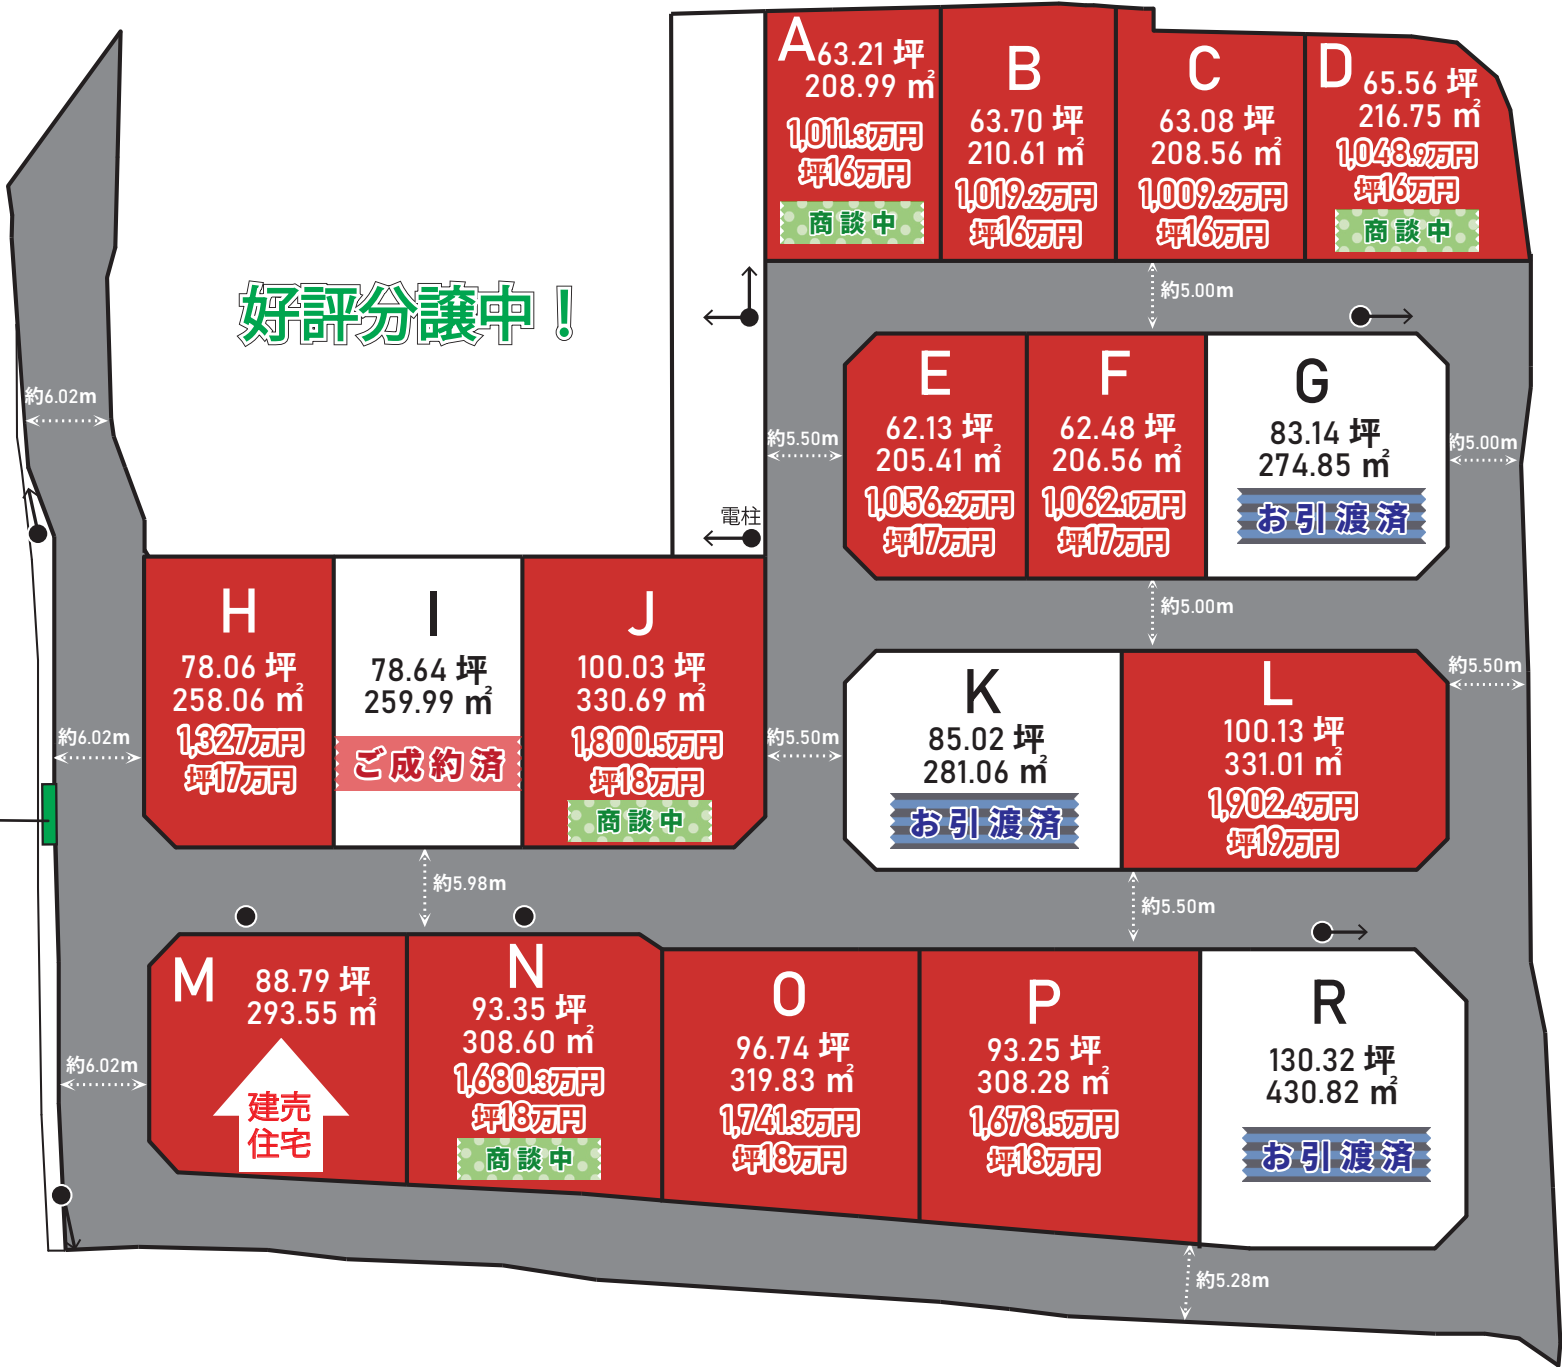 A
63.21 坪
208.99 ㎡
1,011.3万円
坪16万円
商談中
B
63.70 坪
210.61 ㎡
1,019.2万円
坪16万円
C
63.08 坪
208.56 ㎡
1,009.2万円
坪16万円
D
65.56 坪
216.75 ㎡
1,048.9万円
坪16万円
商談中
好評分譲中！
約5.00m
約6.02m
約5.50m
E
62.13 坪
205.41 ㎡
1,056.2万円
坪17万円
F
62.48 坪
206.56 ㎡
1,062.1万円
坪17万円
G
83.14 坪
274.85 ㎡
お引渡済
約5.00m
電柱
約5.00m
H
78.06 坪
258.06 ㎡
1,327万円
坪17万円
I
78.64 坪
259.99 ㎡
ご成約済
J
100.03 坪
330.69 ㎡
1,800.5万円
坪18万円
商談中
K
85.02 坪
281.06 ㎡
お引渡済
L
100.13 坪
331.01 ㎡
1,902.4万円
坪19万円
約5.50m
約6.02m
約5.50m
約5.98m
約5.50m
M
88.79 坪
293.55 ㎡
建売
住宅
N
93.35 坪
308.60 ㎡
1,680.3万円
坪18万円
商談中
O
96.74 坪
319.83 ㎡
1,741.3万円
坪18万円
P
93.25 坪
308.28 ㎡
1,678.5万円
坪18万円
R
130.32 坪
430.82 ㎡
お引渡済
約6.02m
約5.28m